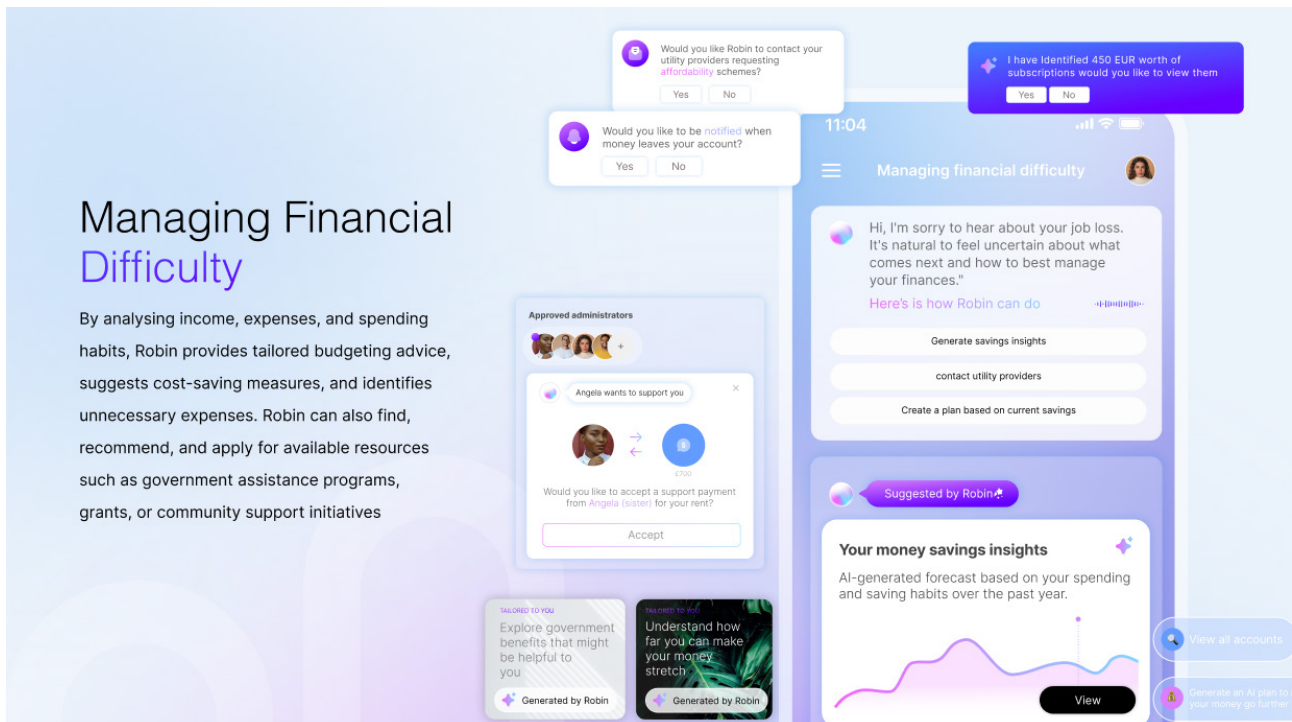 Managing Financial
Difficulty
By analysing income, expenses, and spending
habits, Robin provides tailored budgeting advice,
suggests cost-saving measures, and identifies
unnecessary expenses. Robin can also find,
recommend, and apply for available resources
such as government assistance programs,
grants, or community support initiatives
Would you like Robin to contact your
utility providers requesting
affordability schemes?
Yes No
Would you like to be notified when
money leaves your account?
Yes No
I have Identified 450 EUR worth of
subscriptions would you like to view them
Yes No
Approved administrators
+
Angela wants to support you
£700
Would you like to accept a support payment
from Angela (sister) for your rent?
Accept
TAILORED TO YOU
Explore government
benefits that might
be helpful to
you
Generated by Robin
TAILORED TO YOU
Understand how
far you can make
your money
stretch
Generated by Robin
11:04
Managing financial difficulty
Hi, I'm sorry to hear about your job loss.
It's natural to feel uncertain about what
comes next and how to best manage
your finances."
Here's is how Robin can do
Generate savings insights
contact utility providers
Create a plan based on current savings
Suggested by Robin
Your money savings insights
AI-generated forecast based on your spending
and saving habits over the past year.
View
View all accounts
Generate an AI plan to
your money go further